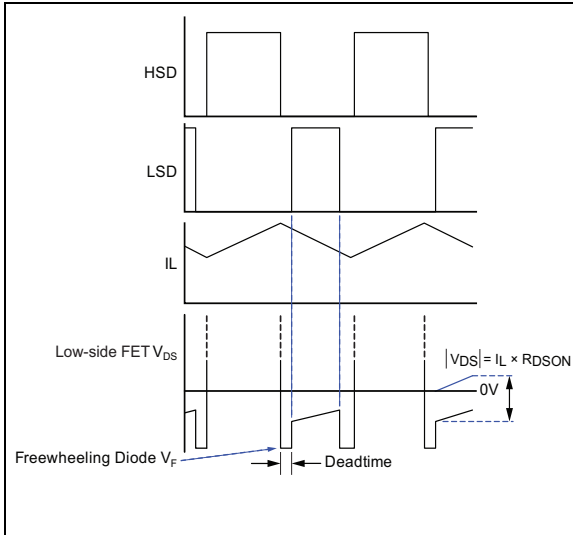 HSD
LSD
IL
Low-side FET VDS
|VDS| = IL × RDSON
0V
Freewheeling Diode VF
Deadtime